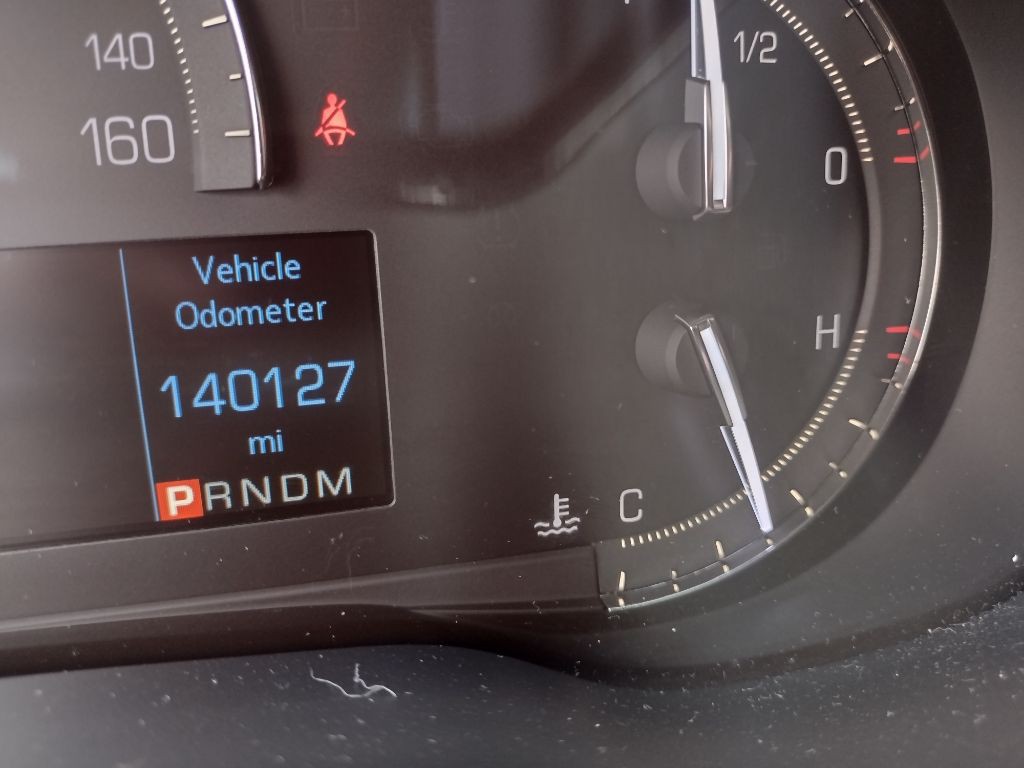 140
160
1/2
0
Vehicle
Odometer
140127
mi
PRNDM
H
C